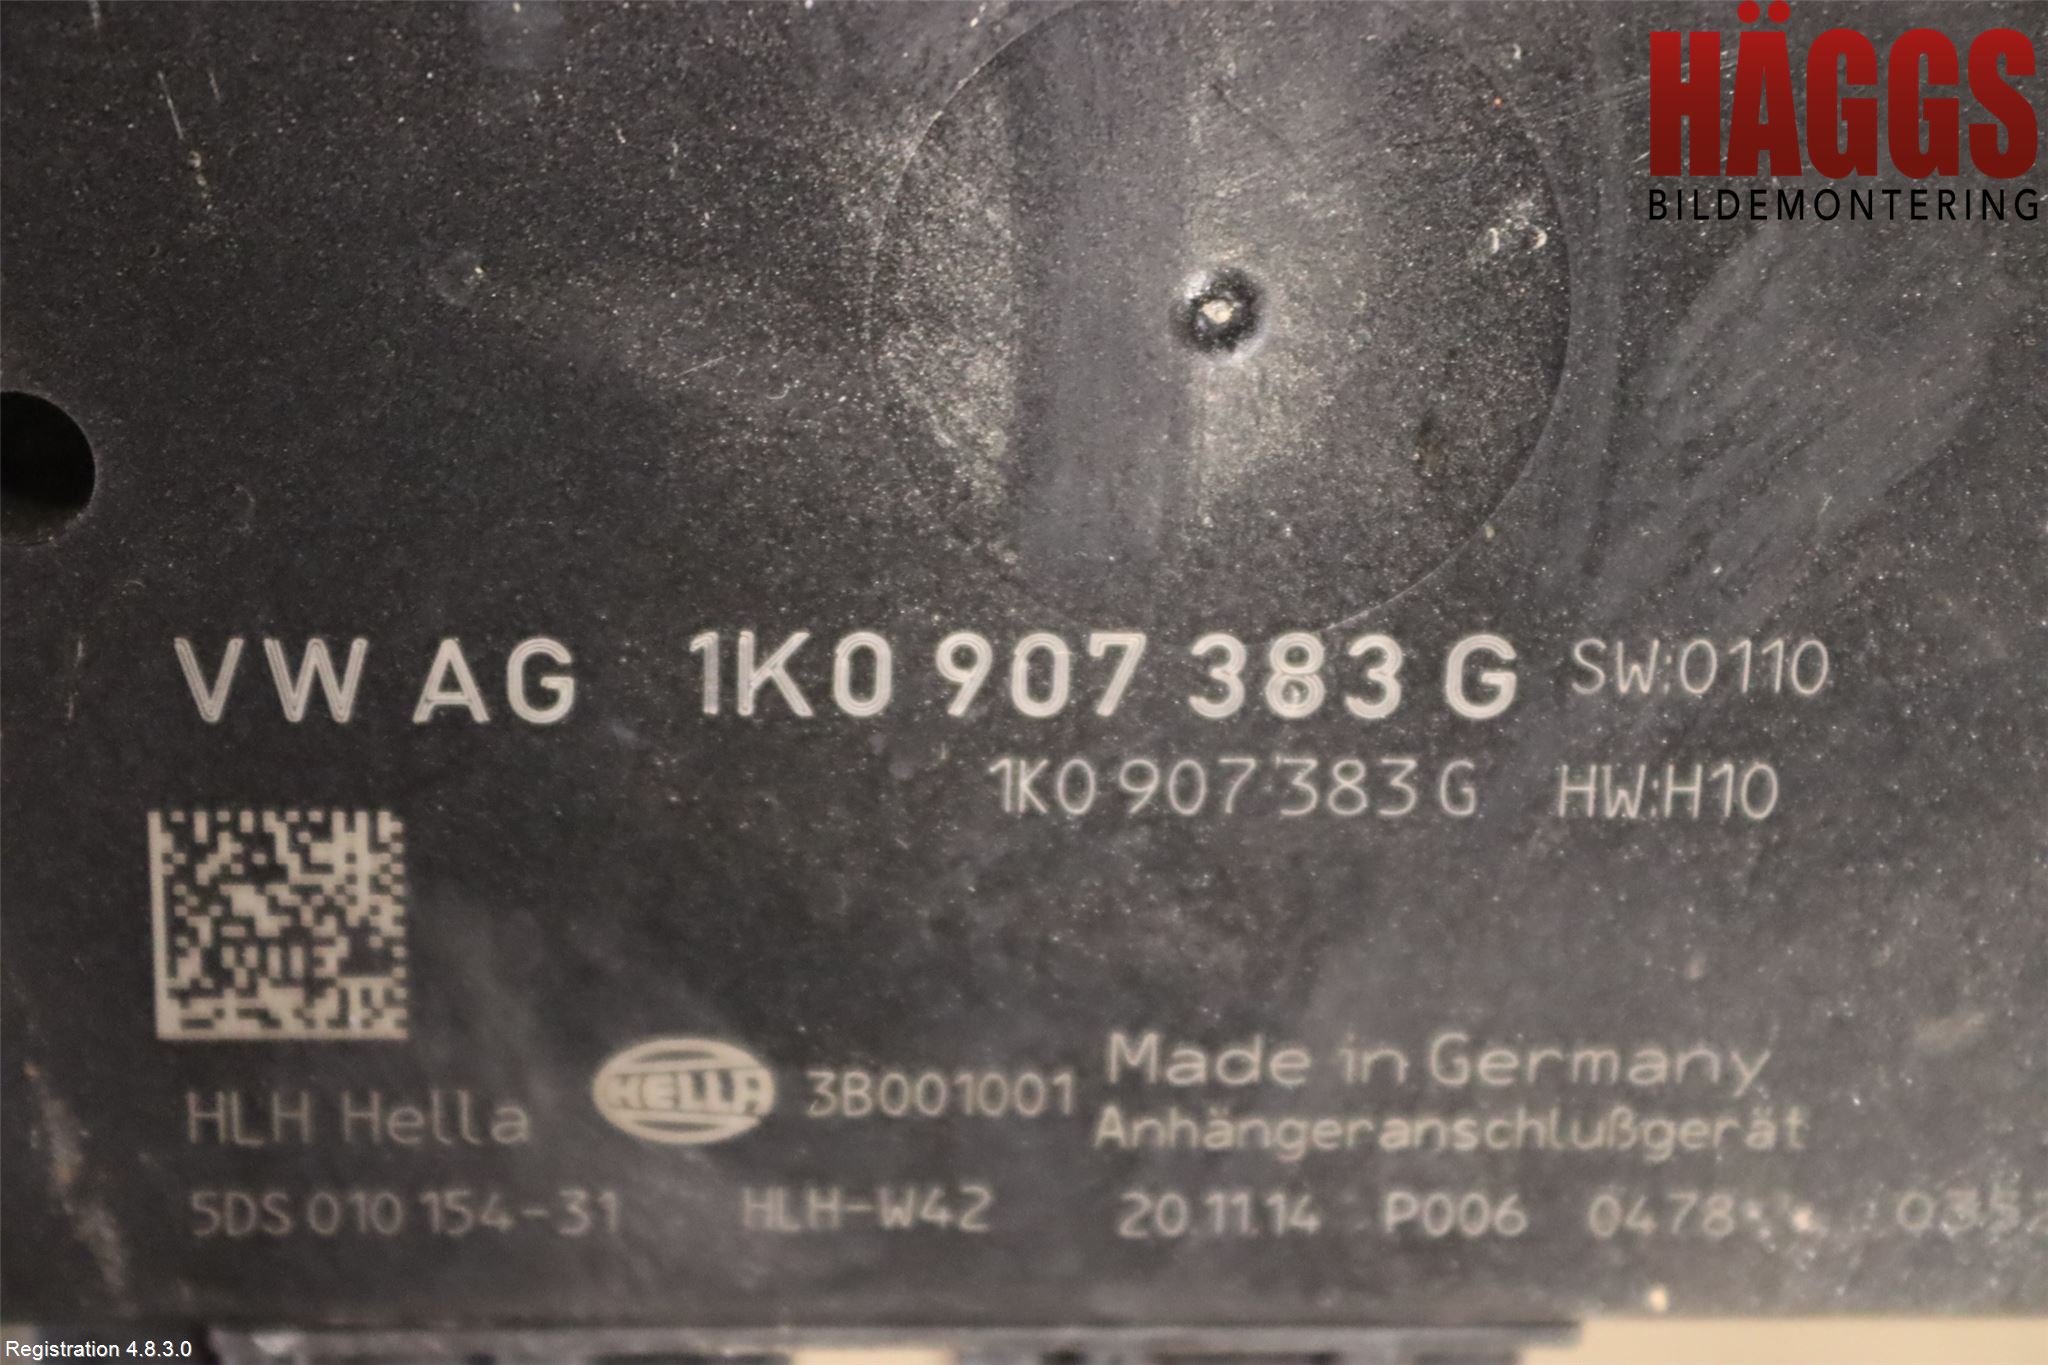 HÄGGS
BILDEMONTERING
VW AG 1K0 907 383 G SW:0110
1K0 907 383 G HW:H10
HLH Hella HELLA 3B001001 Made in Germany
Anhängeranschlußgerät
5DS 010 154-31 HLH-W42 20.11.14 P006 0478
Registration 4.8.3.0